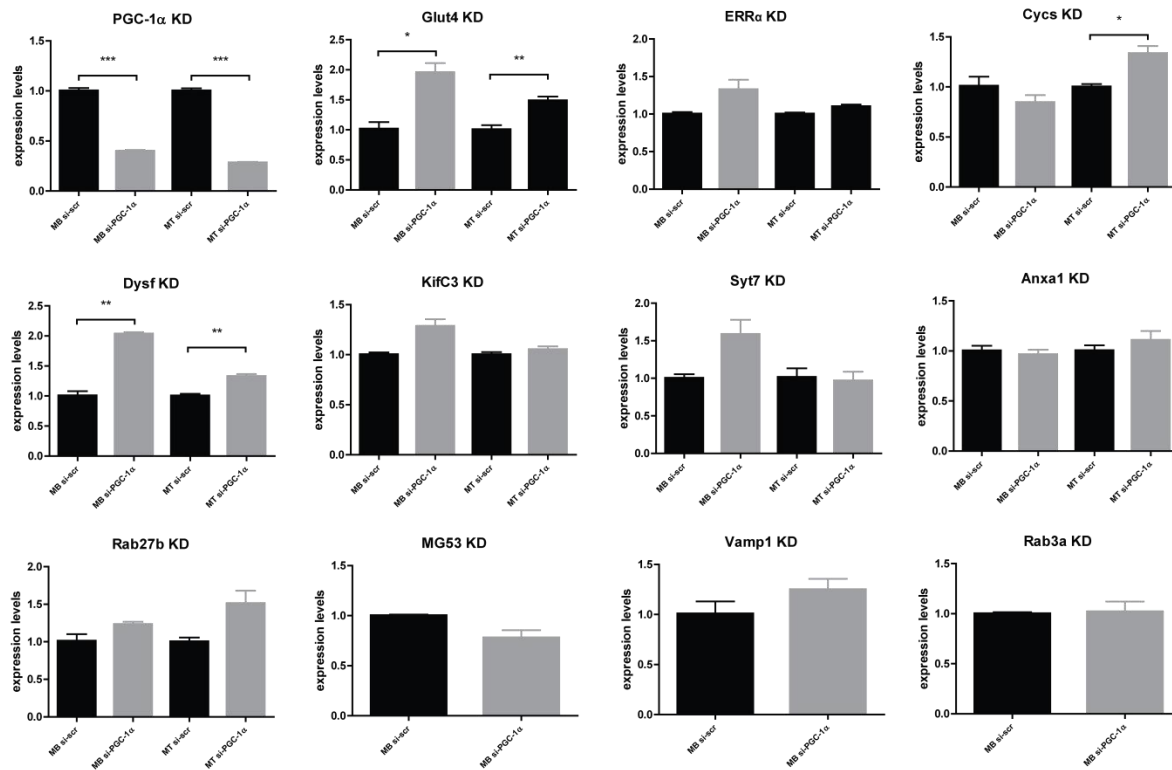 PGC-1α KD
expression levels
1.5
1.0
0.5
0.0
***
***
MB si-scr
MB si-PGC-1α
MT si-scr
MT si-PGC-1α
Glut4 KD
expression levels
2.5
2.0
1.5
1.0
0.5
0.0
*
**
MB si-scr
MB si-PGC-1α
MT si-scr
MT si-PGC-1α
ERRα KD
expression levels
2.0
1.5
1.0
0.5
0.0
MB si-scr
MB si-PGC-1α
MT si-scr
MT si-PGC-1α
Cycs KD
expression levels
1.5
1.0
0.5
0.0
*
MB si-scr
MB si-PGC-1α
MT si-scr
MT si-PGC-1α
Dysf KD
expression levels
2.5
2.0
1.5
1.0
0.5
0.0
**
**
MB si-scr
MB si-PGC-1α
MT si-scr
MT si-PGC-1α
KifC3 KD
expression levels
1.5
1.0
0.5
0.0
MB si-scr
MB si-PGC-1α
MT si-scr
MT si-PGC-1α
Syt7 KD
expression levels
2.0
1.5
1.0
0.5
0.0
MB si-scr
MB si-PGC-1α
MT si-scr
MT si-PGC-1α
Anxa1 KD
expression levels
1.5
1.0
0.5
0.0
MB si-scr
MB si-PGC-1α
MT si-scr
MT si-PGC-1α
Rab27b KD
expression levels
2.0
1.5
1.0
0.5
0.0
MB si-scr
MB si-PGC-1α
MT si-scr
MT si-PGC-1α
MG53 KD
expression levels
1.5
1.0
0.5
0.0
MB si-scr
MB si-PGC-1α
Vamp1 KD
expression levels
1.5
1.0
0.5
0.0
MB si-scr
MB si-PGC-1α
Rab3a KD
expression levels
1.5
1.0
0.5
0.0
MB si-scr
MB si-PGC-1α